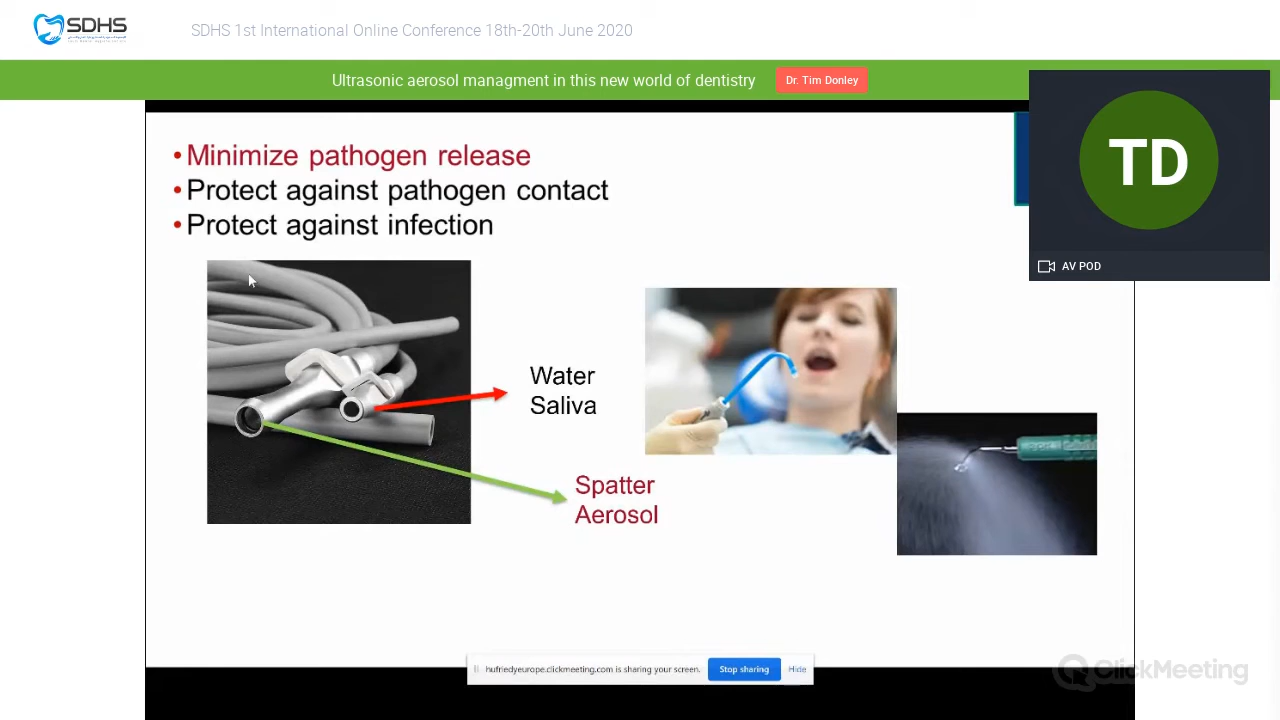 SDHS
SDHS 1st International Online Conference 18th-20th June 2020
Ultrasonic aerosol managment in this new world of dentistry
Dr. Tim Donley
TD
AV POD
•Minimize pathogen release
•Protect against pathogen contact
•Protect against infection
Water
Saliva
Spatter
Aerosol
hufriedyeurope.clickmeeting.com is sharing your screen.
Stop sharing
Hide
ClickMeeting